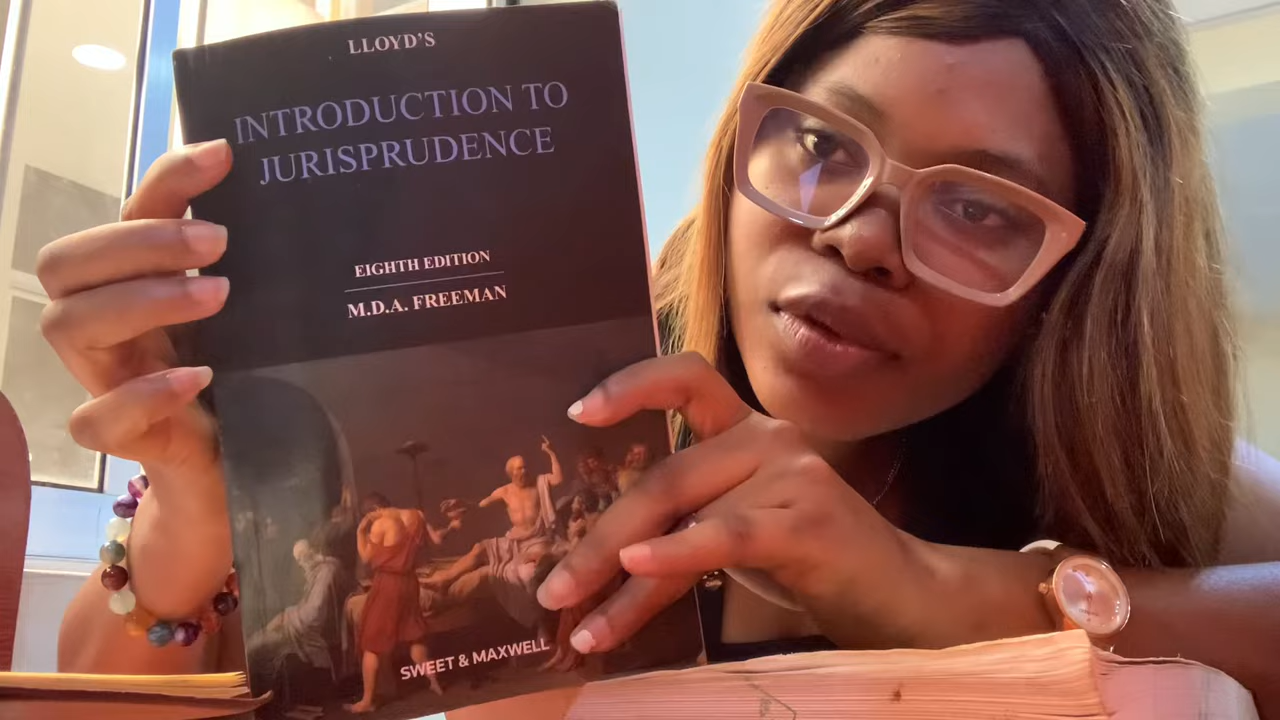 LLOYD'S
INTRODUCTION TO
JURISPRUDENCE
EIGHTH EDITION
M.D.A. FREEMAN
SWEET & MAXWELL